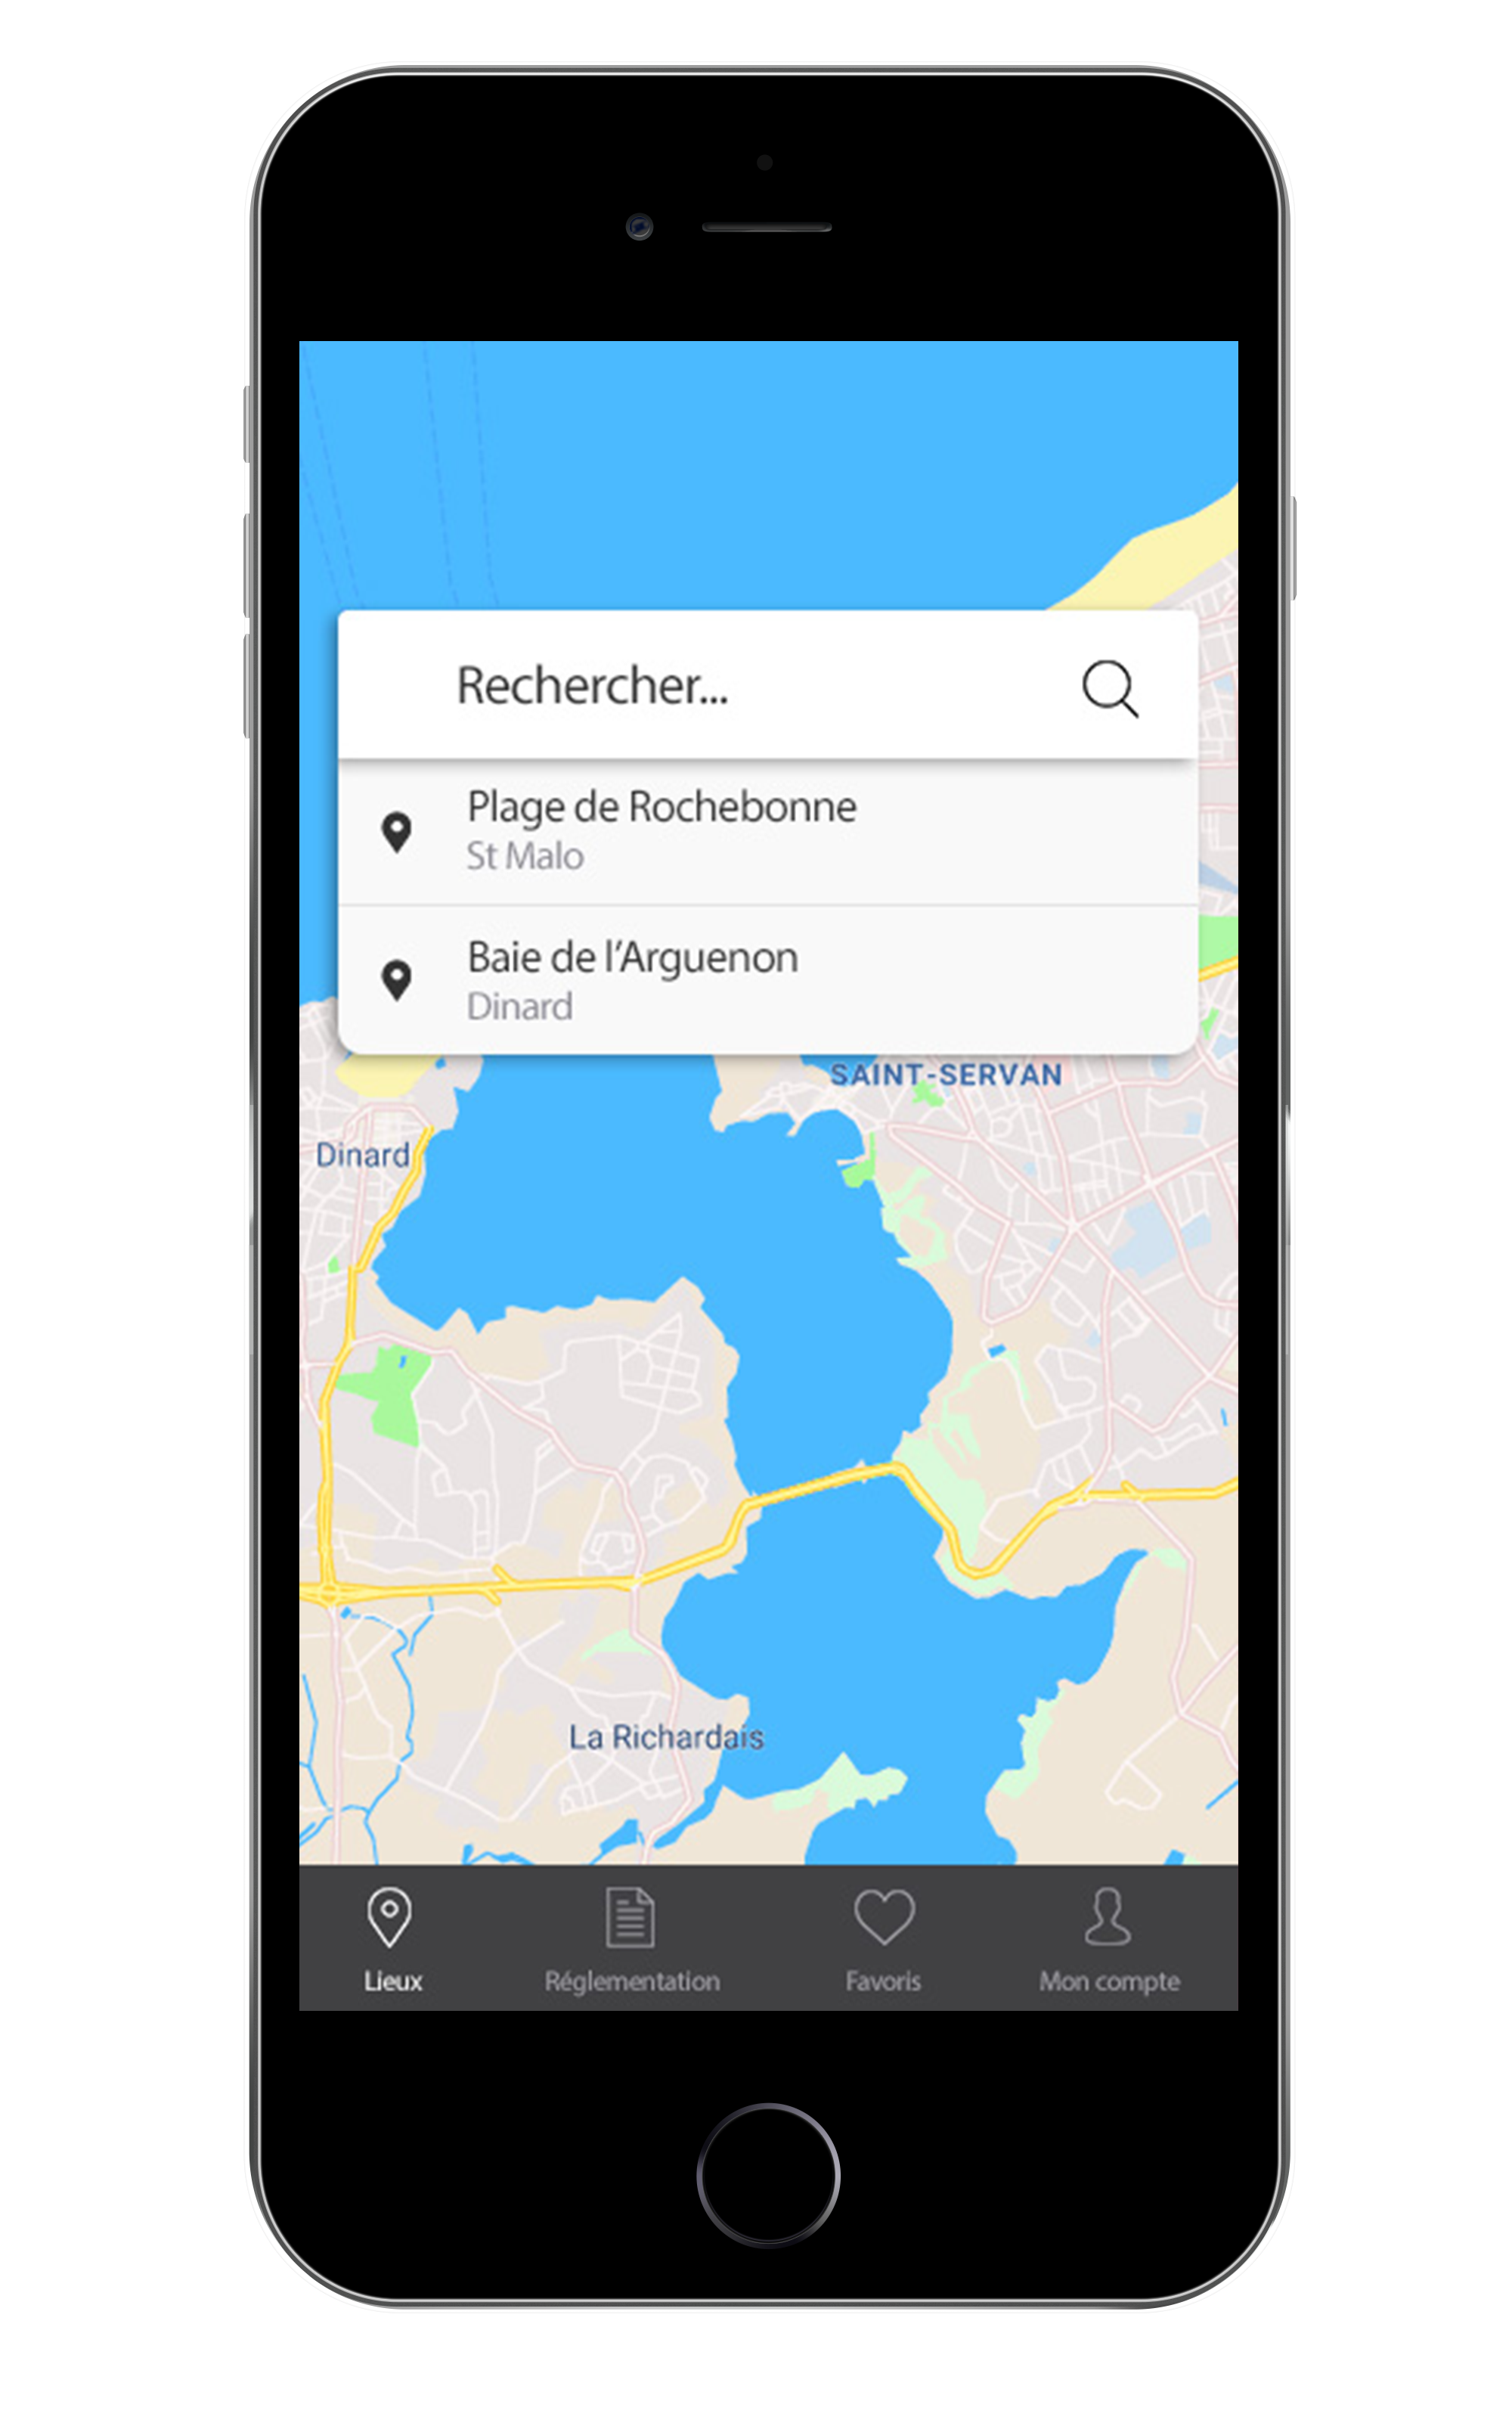 Rechercher...
Plage de Rochebonne
St Malo
Baie de l'Arguenon
Dinard
SAINT-SERVAN
Dinard
La Richardais
Lieux
Réglementation
Favoris
Mon compte